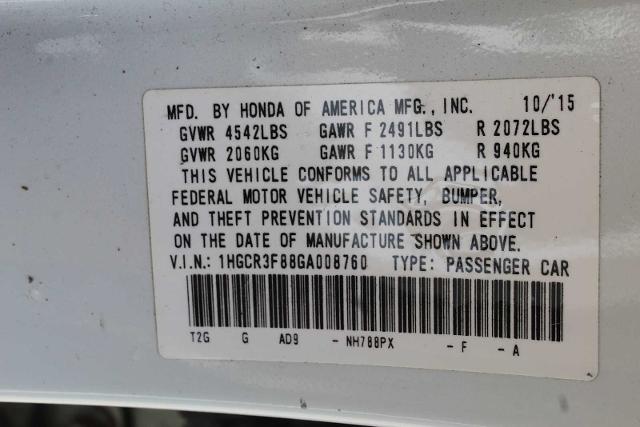 MFD. BY HONDA OF AMERICA MFG., INC. 10/'15
GVWR 4542LBS GAWR F 2491LBS R 2072LBS
GVWR 2060KG GAWR F 1130KG R 940KG
THIS VEHICLE CONFORMS TO ALL APPLICABLE
FEDERAL MOTOR VEHICLE SAFETY, BUMPER,
AND THEFT PREVENTION STANDARDS IN EFFECT
ON THE DATE OF MANUFACTURE SHOWN ABOVE.
V.I.N.: 1HGCR3F88GA008760 TYPE: PASSENGER CAR
T2G G AD9 - NH788PX - F - A